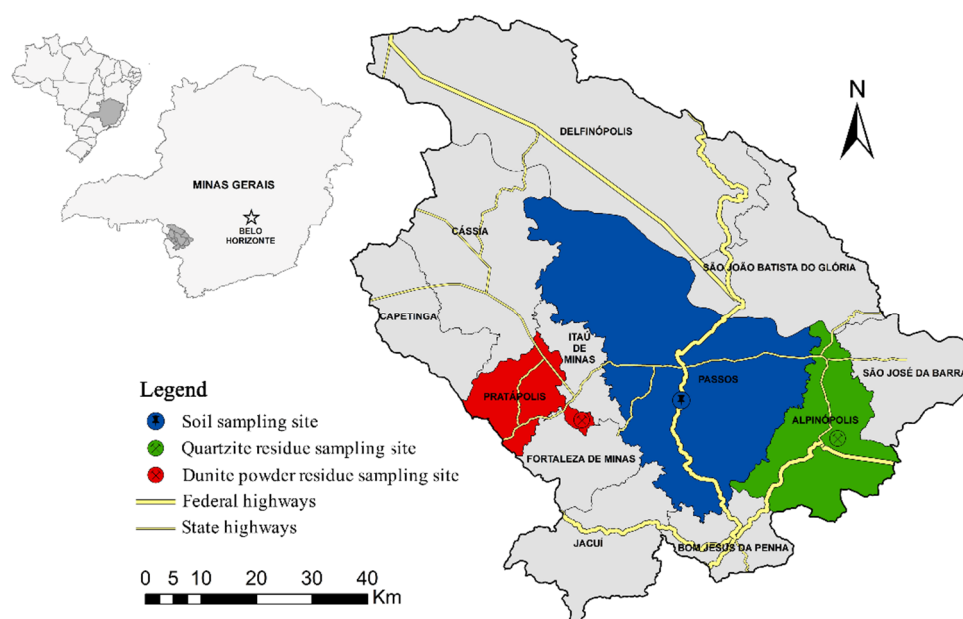 MINAS GERAIS
BELO
HORIZONTE
N
DELFINÓPOLIS
CÁSSIA
SÃO JOÃO BATISTA DO GLÓRIA
CAPETINGA
ITAÚ
DE
MINAS
SÃO JOSÉ DA BARRA
PASSOS
PRATÁPOLIS
ALPINÓPOLIS
FORTALEZA DE MINAS
JACUÍ
BOM JESUS DA PENHA
Legend
Soil sampling site
Quartzite residue sampling site
Dunite powder residue sampling site
Federal highways
State highways
0 5 10 20 30 40
Km